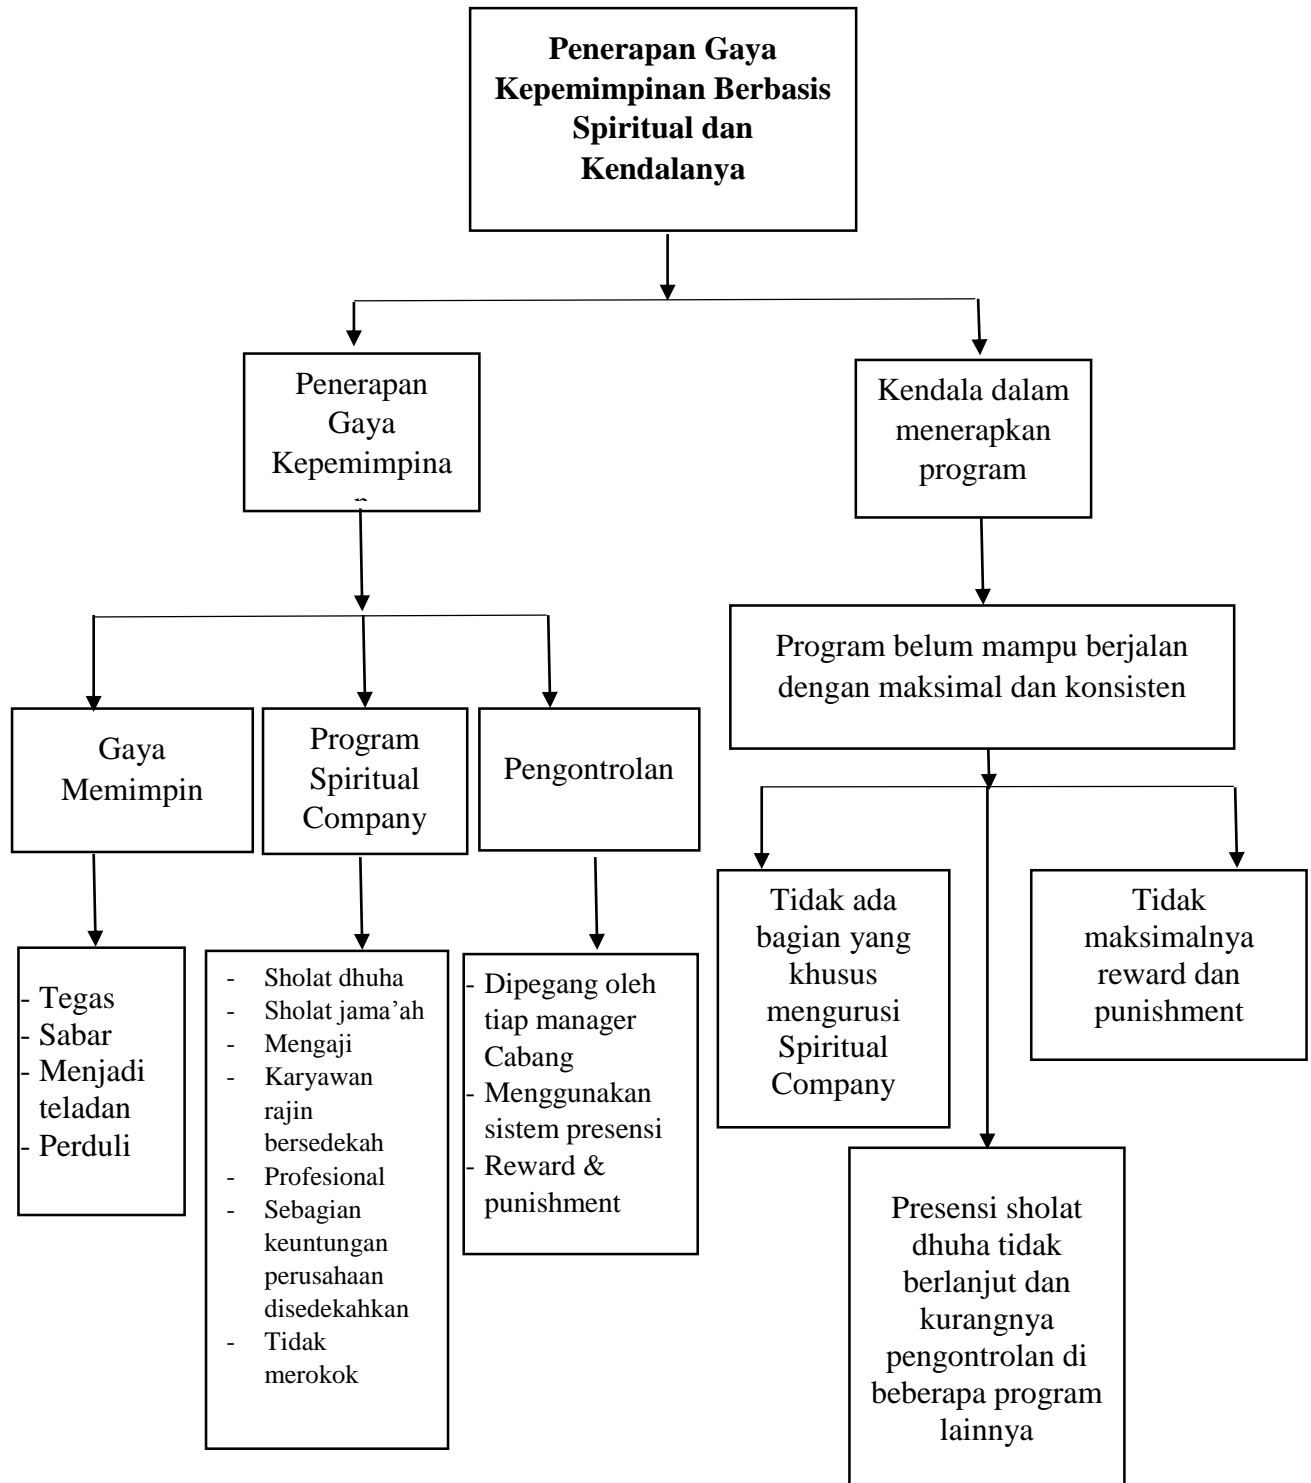 Penerapan Gaya
Kepemimpinan Berbasis
Spiritual dan
Kendalanya
Penerapan
Gaya
Kepemimpina
n
Kendala dalam
menerapkan
program
Program belum mampu berjalan
dengan maksimal dan konsisten
Gaya
Memimpin
Program
Spiritual
Company
Pengontrolan
Tidak ada
bagian yang
khusus
mengurusi
Spiritual
Company
Tidak
maksimalnya
reward dan
punishment
- Tegas
- Sabar
- Menjadi
teladan
- Perduli
- Sholat dhuha
- Sholat jama’ah
- Mengaji
- Karyawan
rajin
bersedekah
- Profesional
- Sebagian
keuntungan
perusahaan
disedekahkan
- Tidak
merokok
- Dipegang oleh
tiap manager
Cabang
- Menggunakan
sistem presensi
- Reward &
punishment
Presensi sholat
dhuha tidak
berlanjut dan
kurangnya
pengontrolan di
beberapa program
lainnya